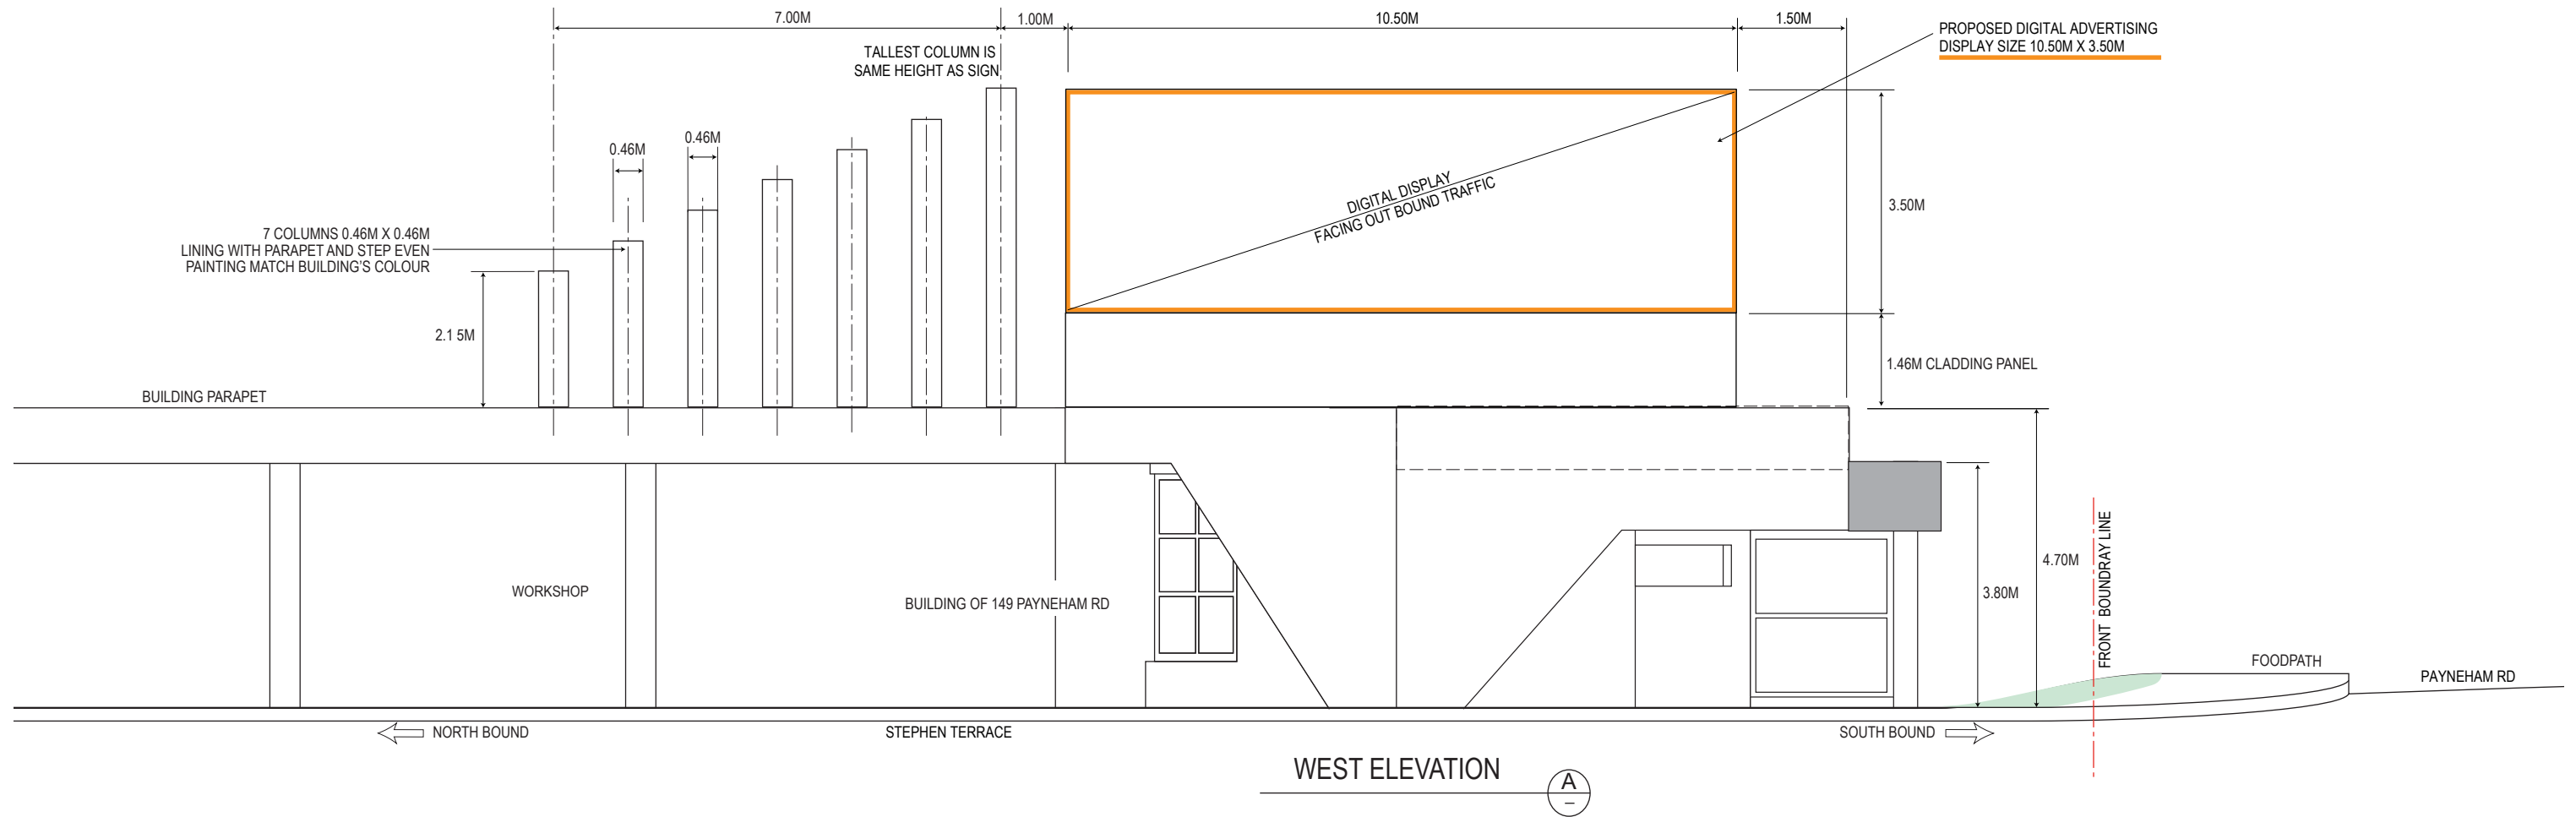 7.00M
1.00M
10.50M
1.50M
PROPOSED DIGITAL ADVERTISING
DISPLAY SIZE 10.50M X 3.50M
TALLEST COLUMN IS
SAME HEIGHT AS SIGN
0.46M
0.46M
DIGITAL DISPLAY
FACING OUT BOUND TRAFFIC
3.50M
7 COLUMNS 0.46M X 0.46M
LINING WITH PARAPET AND STEP EVEN
PAINTING MATCH BUILDING'S COLOUR
2.1 5M
1.46M CLADDING PANEL
BUILDING PARAPET
4.70M
3.80M
FRONT BOUNDRAY LINE
WORKSHOP
BUILDING OF 149 PAYNEHAM RD
FOODPATH
PAYNEHAM RD
NORTH BOUND
STEPHEN TERRACE
SOUTH BOUND
WEST ELEVATION
A
–